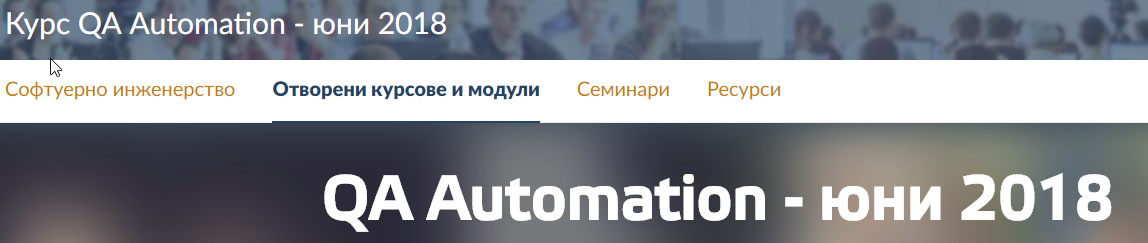 Курс QA Automation - юни 2018
Софтуерно инженерство Отворени курсове и модули Семинари Ресурси
QA Automation - юни 2018